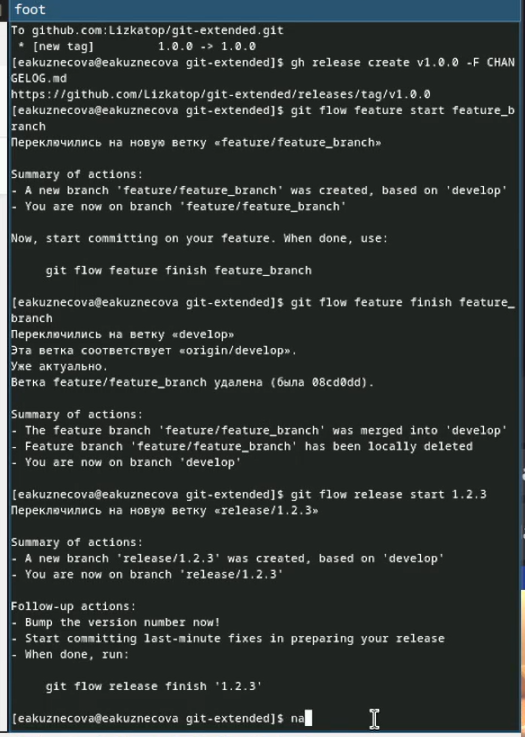 foot
To github.com:Lizkatop/git-extended.git
 * [new tag]         1.0.0 -> 1.0.0
[eakuznecova@eakuznecova git-extended]$ gh release create v1.0.0 -F CHAN
GELOG.md
https://github.com/Lizkatop/git-extended/releases/tag/v1.0.0
[eakuznecova@eakuznecova git-extended]$ git flow feature start feature_b
ranch
Переключились на новую ветку «feature/feature_branch»

Summary of actions:
- A new branch 'feature/feature_branch' was created, based on 'develop'
- You are now on branch 'feature/feature_branch'

Now, start committing on your feature. When done, use:

     git flow feature finish feature_branch

[eakuznecova@eakuznecova git-extended]$ git flow feature finish feature_
branch
Переключились на ветку «develop»
Эта ветка соответствует «origin/develop».
Уже актуально.
Ветка feature/feature_branch удалена (была 08cd0dd).

Summary of actions:
- The feature branch 'feature/feature_branch' was merged into 'develop'
- Feature branch 'feature/feature_branch' has been locally deleted
- You are now on branch 'develop'

[eakuznecova@eakuznecova git-extended]$ git flow release start 1.2.3
Переключились на новую ветку «release/1.2.3»

Summary of actions:
- A new branch 'release/1.2.3' was created, based on 'develop'
- You are now on branch 'release/1.2.3'

Follow-up actions:
- Bump the version number now!
- Start committing last-minute fixes in preparing your release
- When done, run:

     git flow release finish '1.2.3'

[eakuznecova@eakuznecova git-extended]$ na